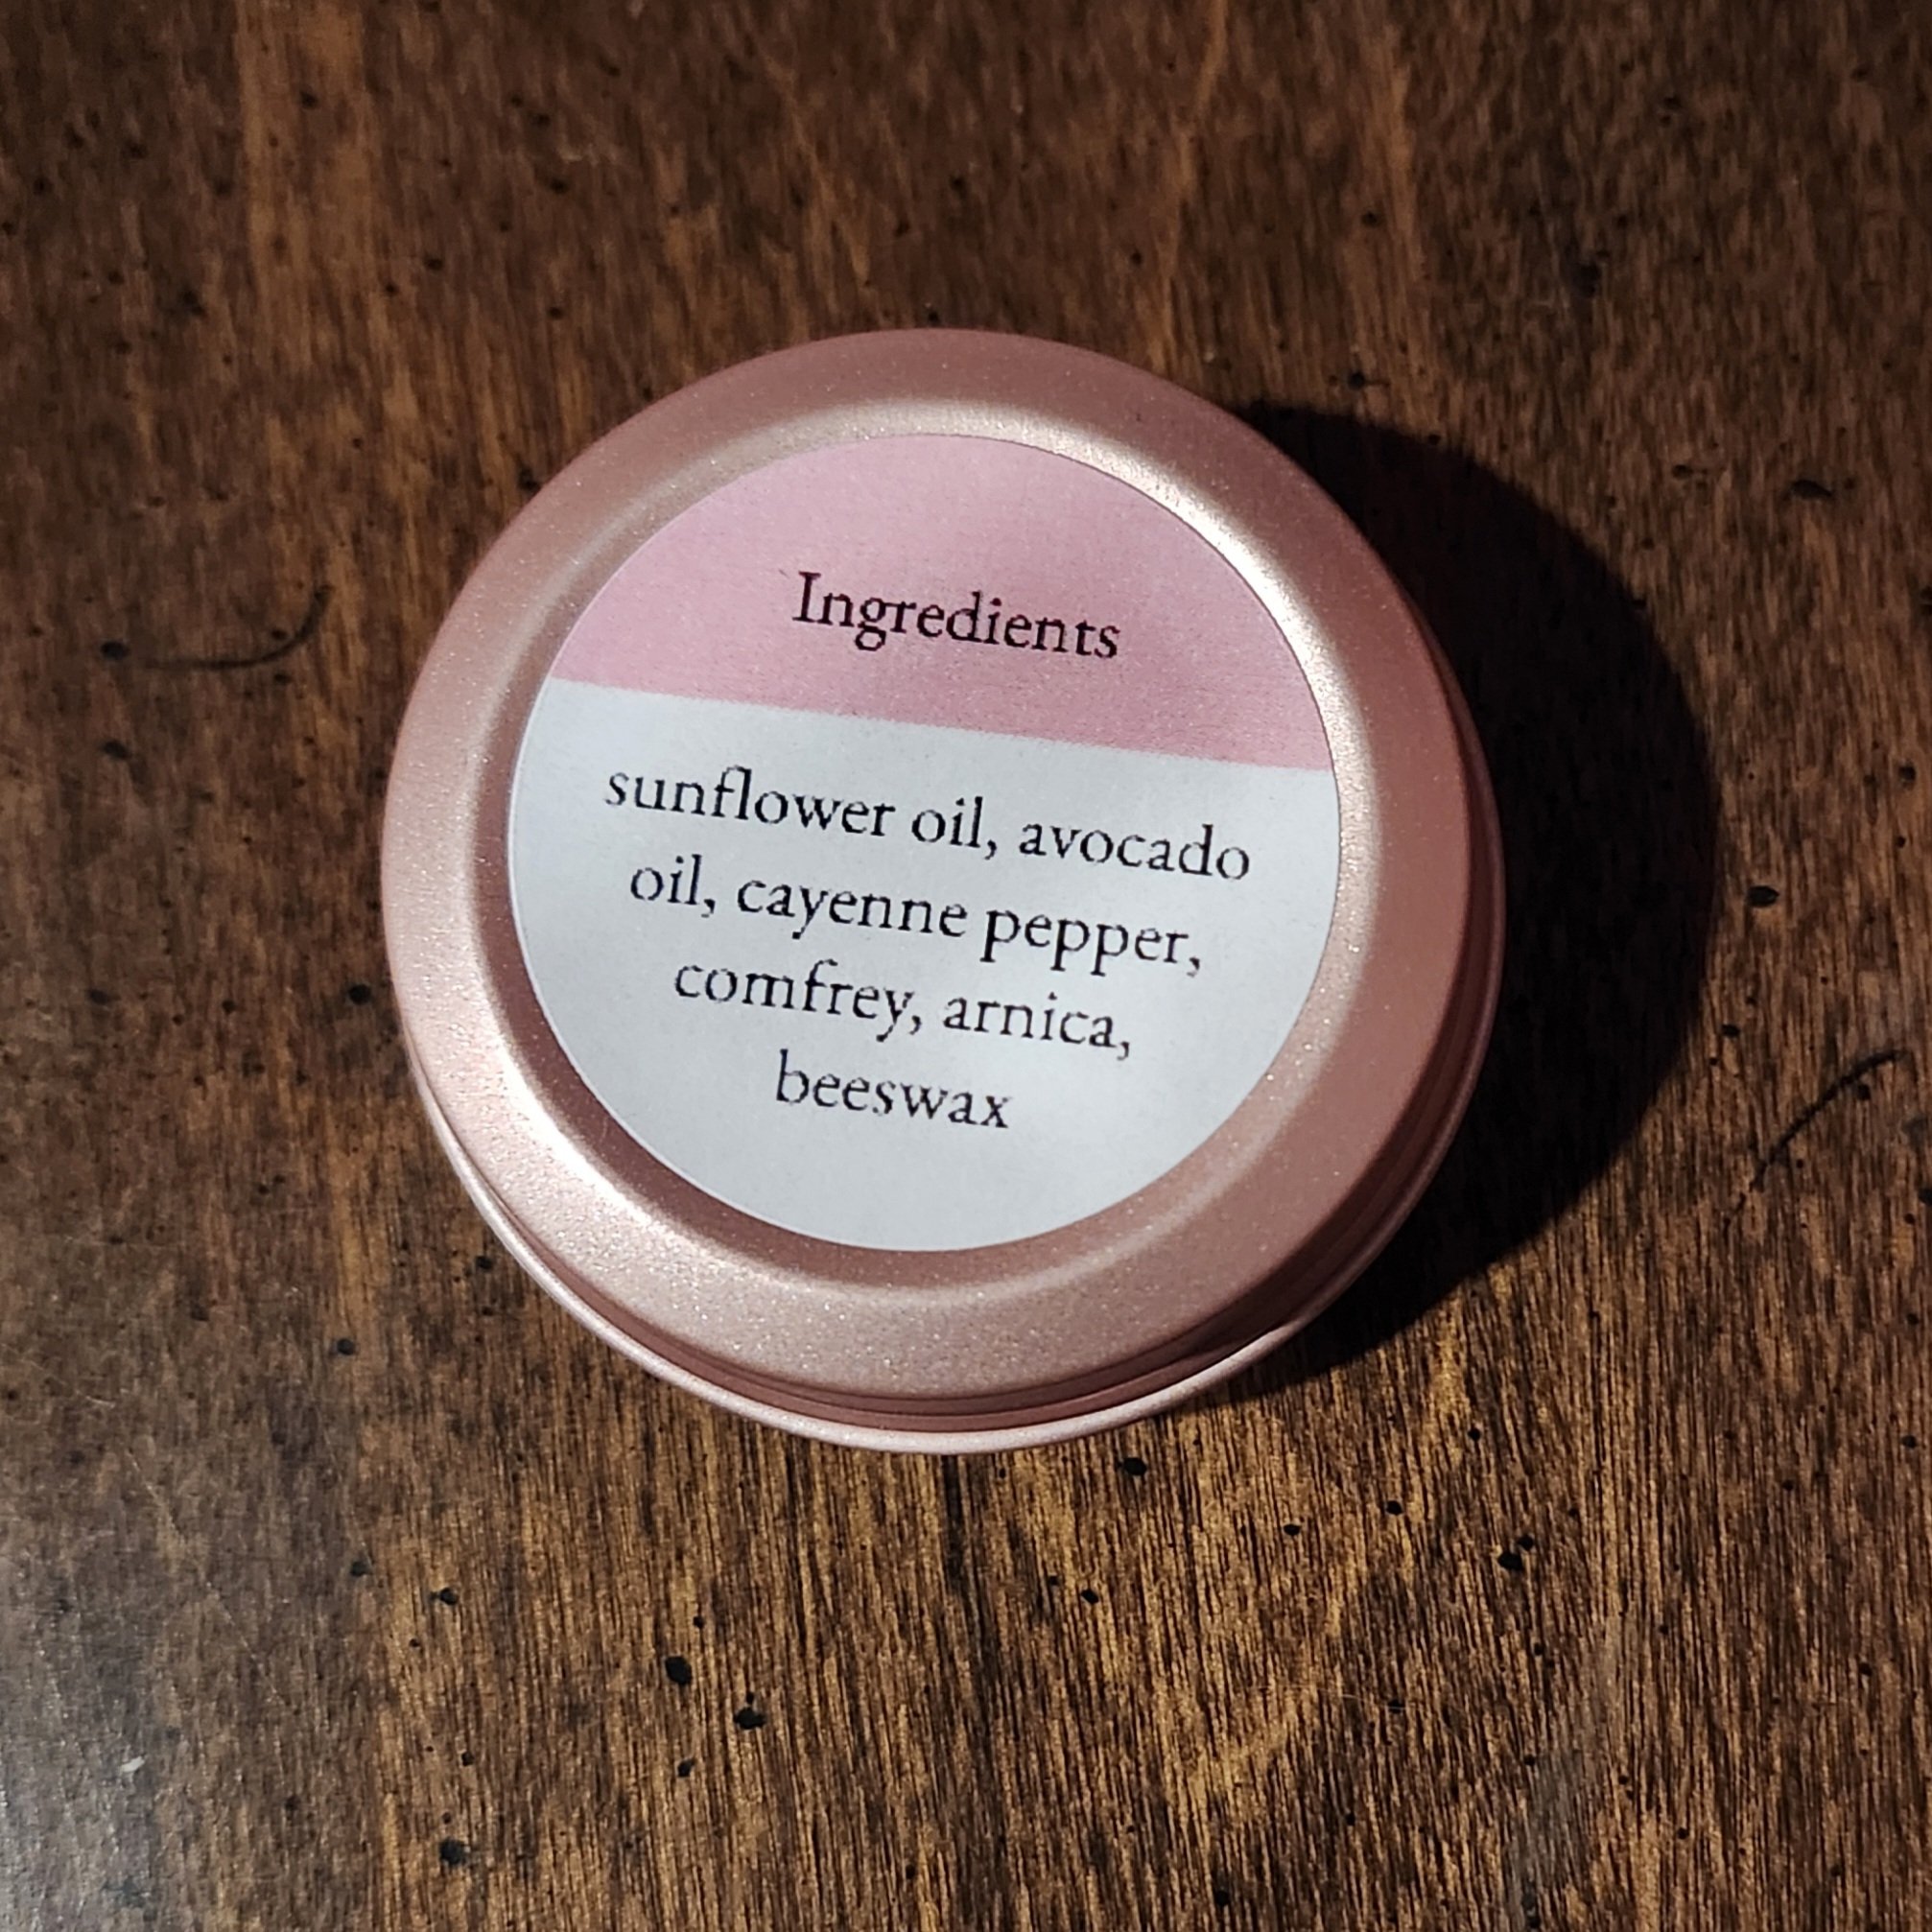 Ingredients
sunflower oil, avocado
oil, cayenne pepper,
comfrey, arnica,
beeswax